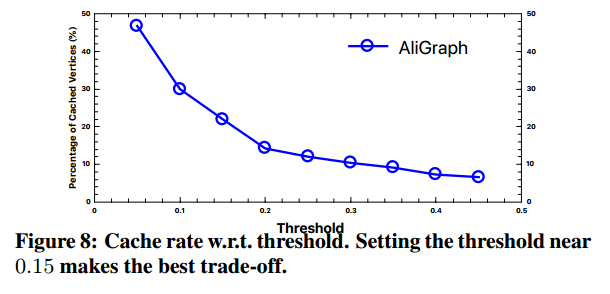 50
40
30
20
10
0
Percentage of Cached Vertices (%)
AliGraph
50
40
30
20
10
0
0 0.1 0.2 0.3 0.4 0.5
Threshold
Figure 8: Cache rate w.r.t. threshold. Setting the threshold near
0.15 makes the best trade-off.